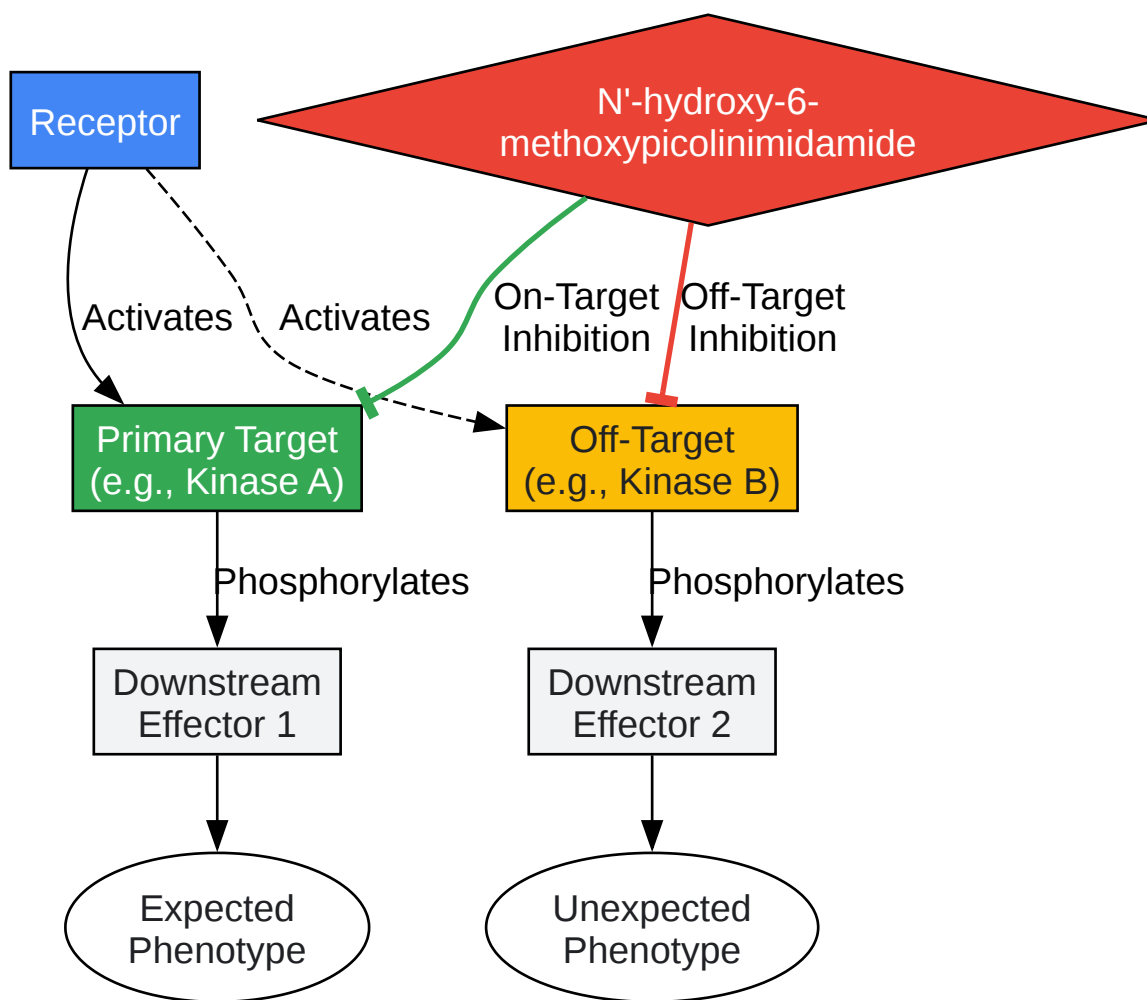 Receptor
N'-hydroxy-6-
methoxypicolinimidamide
Activates
Activates
On-Target
Inhibition
Off-Target
Inhibition
Primary Target
(e.g., Kinase A)
Off-Target
(e.g., Kinase B)
Phosphorylates
Phosphorylates
Downstream
Effector 1
Downstream
Effector 2
Expected
Phenotype
Unexpected
Phenotype